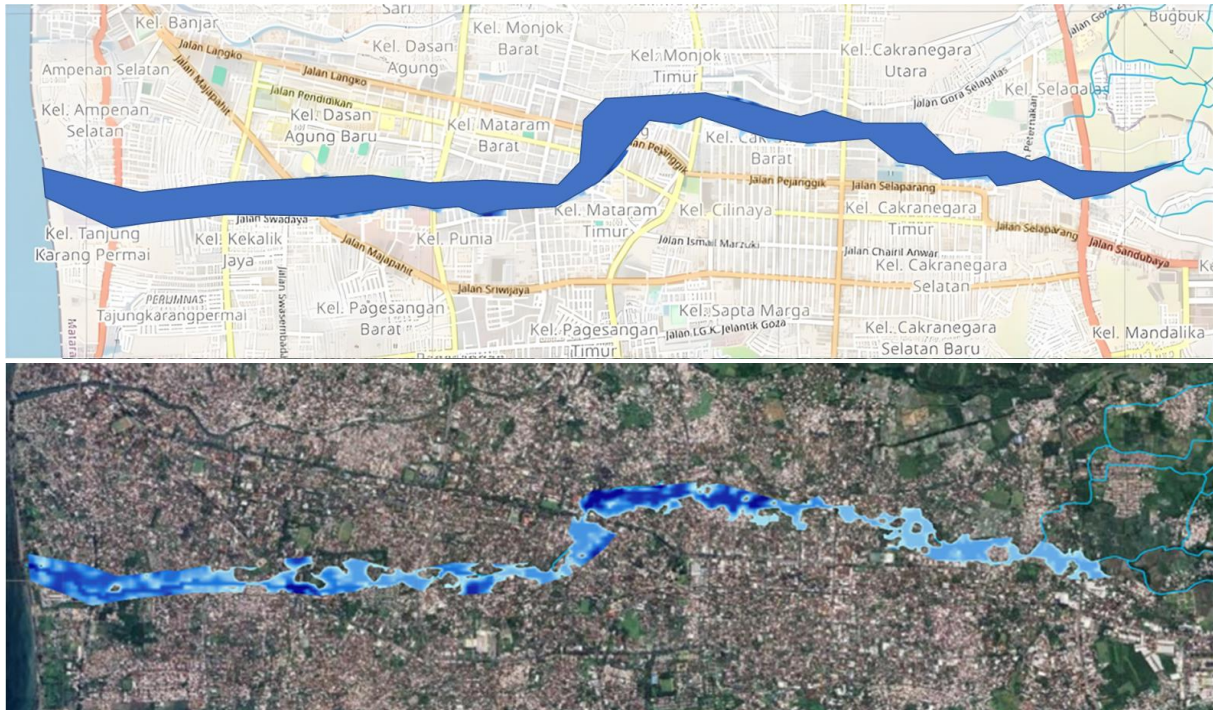 Sari
Jalan Gora
Bugbuk
Kel. Banjar
Kel. Monjok
Barat
Jalan Langko
Kel. Dasan
Agung
Kel. Monjok
Timur
Kel. Cakranegara
Utara
Ampenan Selatan
Jalan Majapahit
Jalan Langko
Kel. Selagalas
Jalan Gora Selagalas
Kel. Ampenan
Selatan
Jalan Pendidikan
Kel. Dasan
Agung Baru
Kel. Mataram
Barat
Barat
Jalan Pejanggik
Jalan Selaparang
Kel. Tanjung
Karang Permai
Jalan Swadaya
Kel. Kekalik
Jaya
Kel. Punia
Kel. Mataram
Timur
Kel. Cilinaya
Kel. Cakranegara
Timur
Jalan Selaparang
Jalan Ismail Marzuki
Jalan Chairil Anwar
Jalan Sandubaya
Jalan Majapahit
Kel. Cakranegara
Selatan
Jalan Sriwijaya
PERUMNAS
Tajungkarangpermai
Kel. Pagesangan
Barat
Kel. Sapta Marga
Kel. Pagesangan
Timur
Jalan I.G.K. Jelantik Goza
Kel. Cakranegara
Selatan Baru
Kel. Mandalika